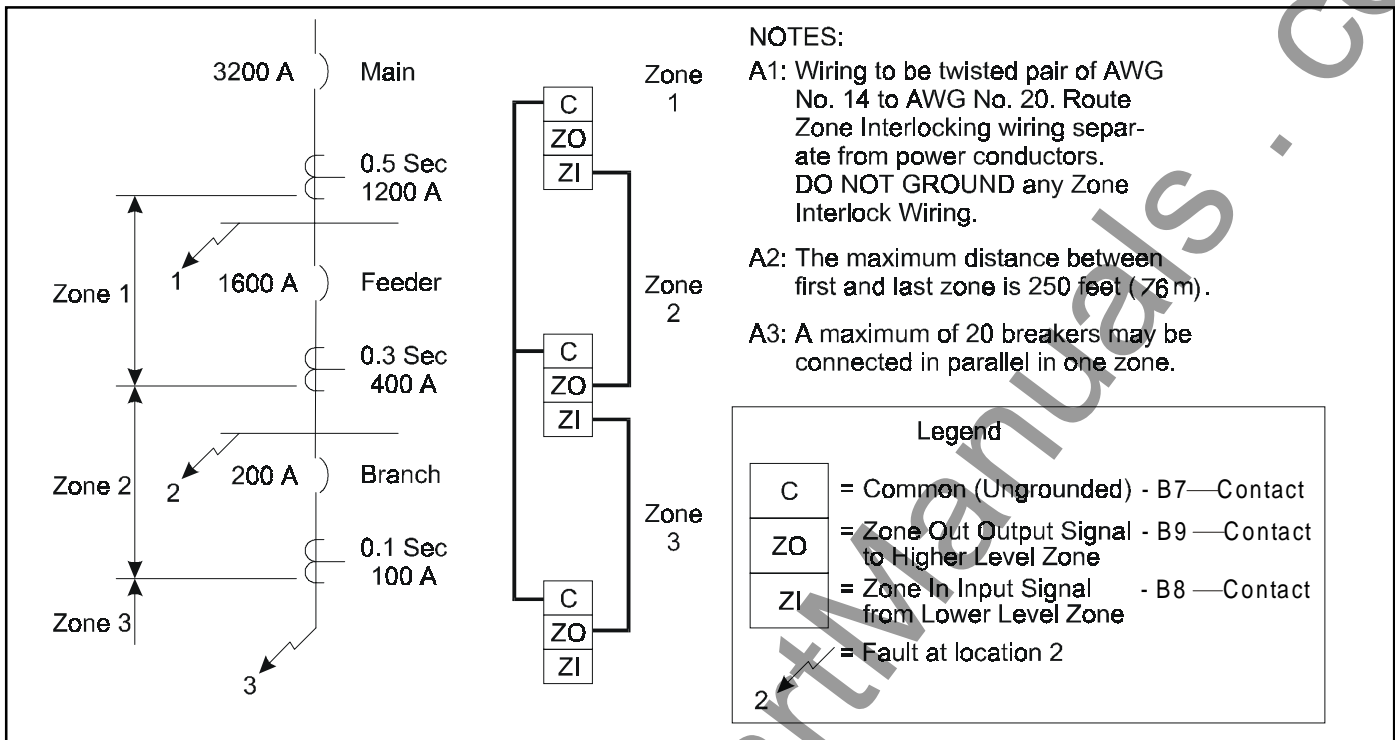 3200 A
Main
0.5 Sec
1200 A
Zone 1
1
1600 A
Feeder
0.3 Sec
400 A
Zone 2
2
200 A
Branch
0.1 Sec
100 A
Zone 3
3
C
ZO
ZI
Zone
1
C
ZO
ZI
Zone
2
C
ZO
ZI
Zone
3
NOTES:
A1: Wiring to be twisted pair of AWG
No. 14 to AWG No. 20. Route
Zone Interlocking wiring separ-
ate from power conductors.
DO NOT GROUND any Zone
Interlock Wiring.
A2: The maximum distance between
first and last zone is 250 feet (76 m).
A3: A maximum of 20 breakers may be
connected in parallel in one zone.
Legend
C = Common (Ungrounded) - B7—Contact
ZO = Zone Out Output Signal - B9—Contact
to Higher Level Zone
ZI = Zone In Input Signal - B8—Contact
from Lower Level Zone
2 = Fault at location 2
rtManuals . co